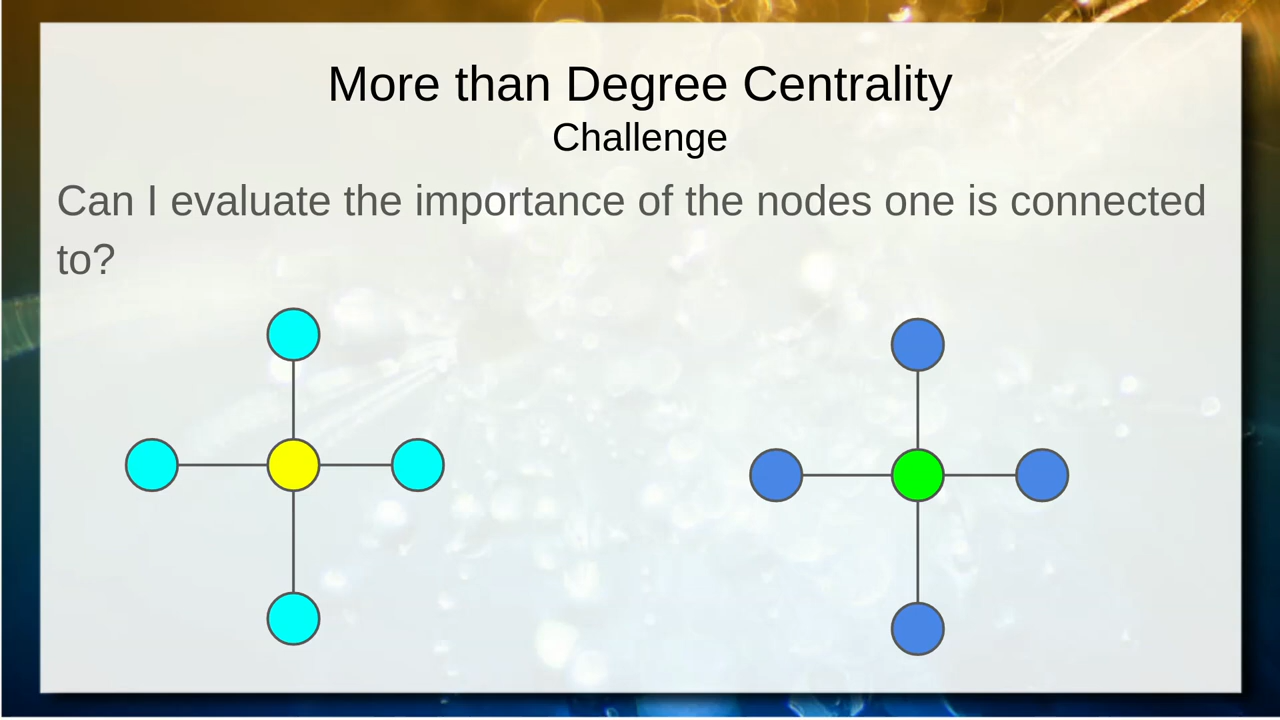 More than Degree Centrality
Challenge
Can I evaluate the importance of the nodes one is connected
to?